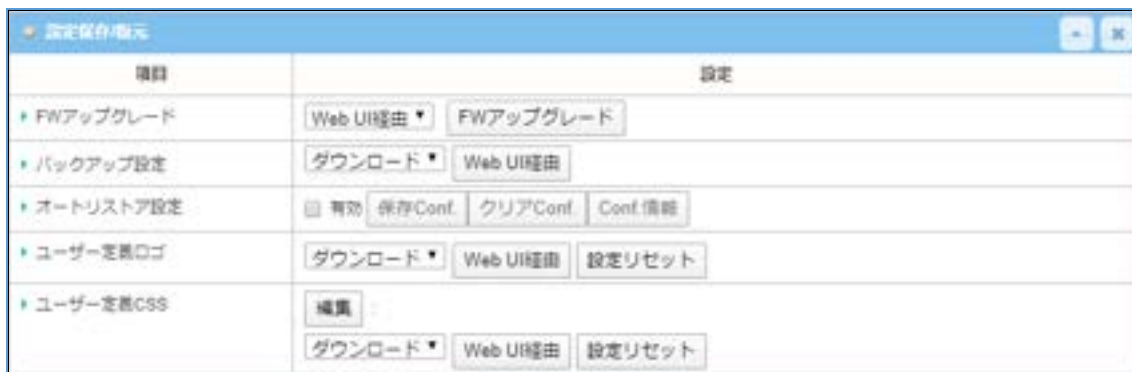 設定保存/復元
項目 設定
FWアップグレード Web UI経由 FWアップグレード
バックアップ設定 ダウンロード Web UI経由
オートリストア設定 有効 保存Conf. クリアConf. Conf.情報
ユーザー定義ロゴ ダウンロード Web UI経由 設定リセット
ユーザー定義CSS 編集
ダウンロード Web UI経由 設定リセット